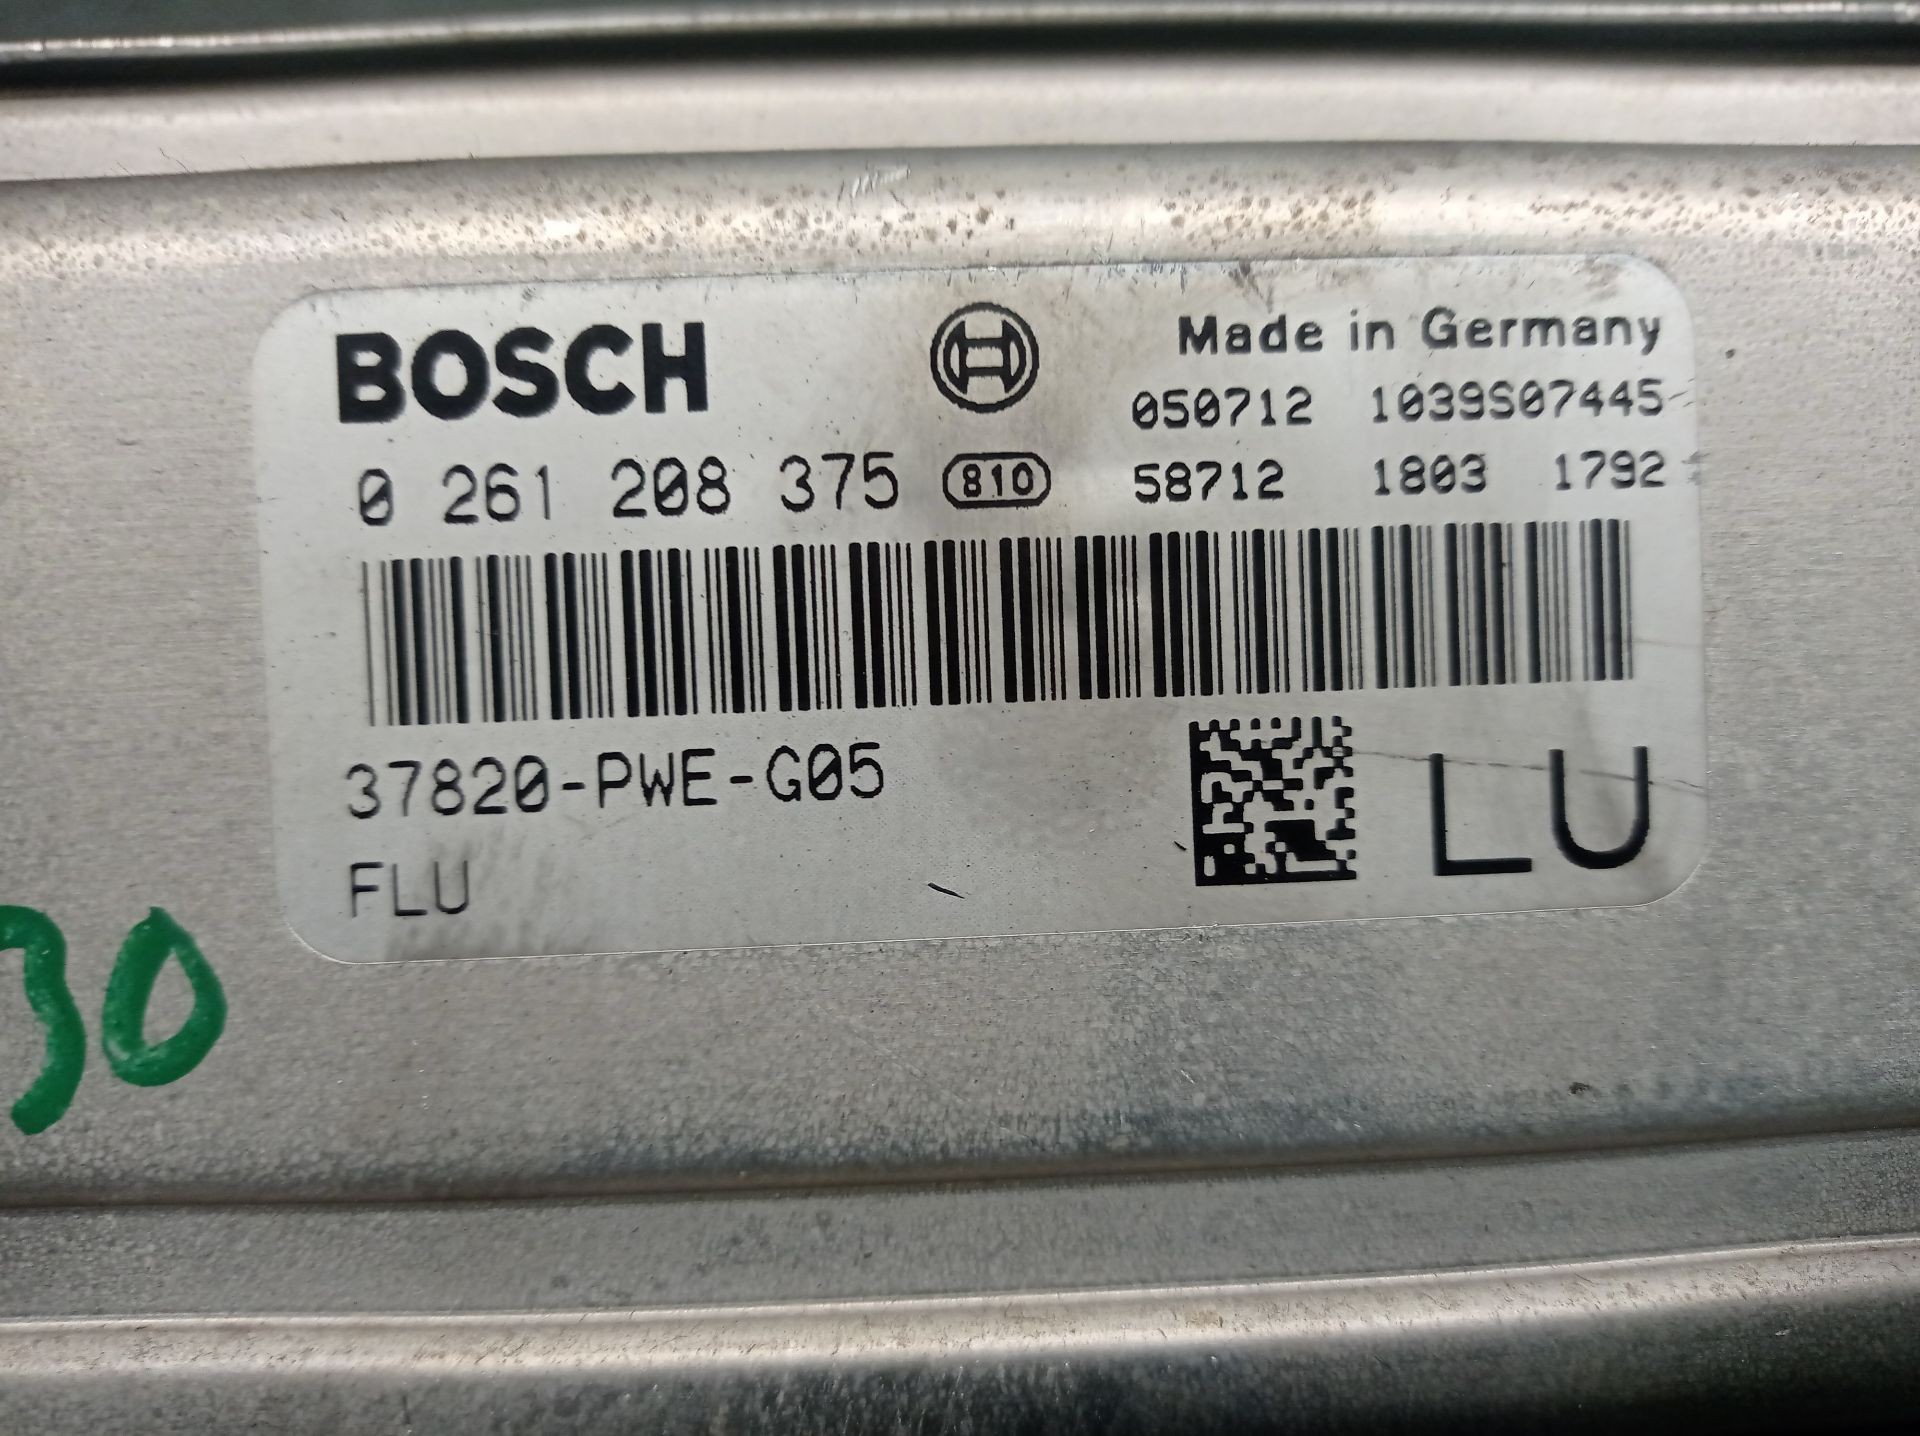 BOSCH
Made in Germany
050712 1039S07445
0 261 208 375 810 58712 1803 1792
37820-PWE-G05
LU
FLU
30